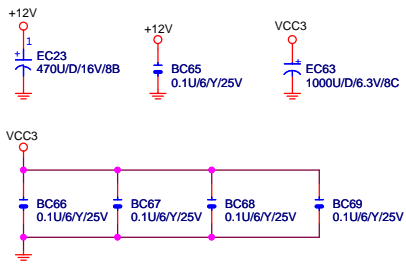 +12V
1
+
EC23
470U/D/16V/8B
+12V
BC65
0.1U/6/Y/25V
VCC3
+
EC63
1000U/D/6.3V/8C
VCC3
BC66
0.1U/6/Y/25V
BC67
0.1U/6/Y/25V
BC68
0.1U/6/Y/25V
BC69
0.1U/6/Y/25V